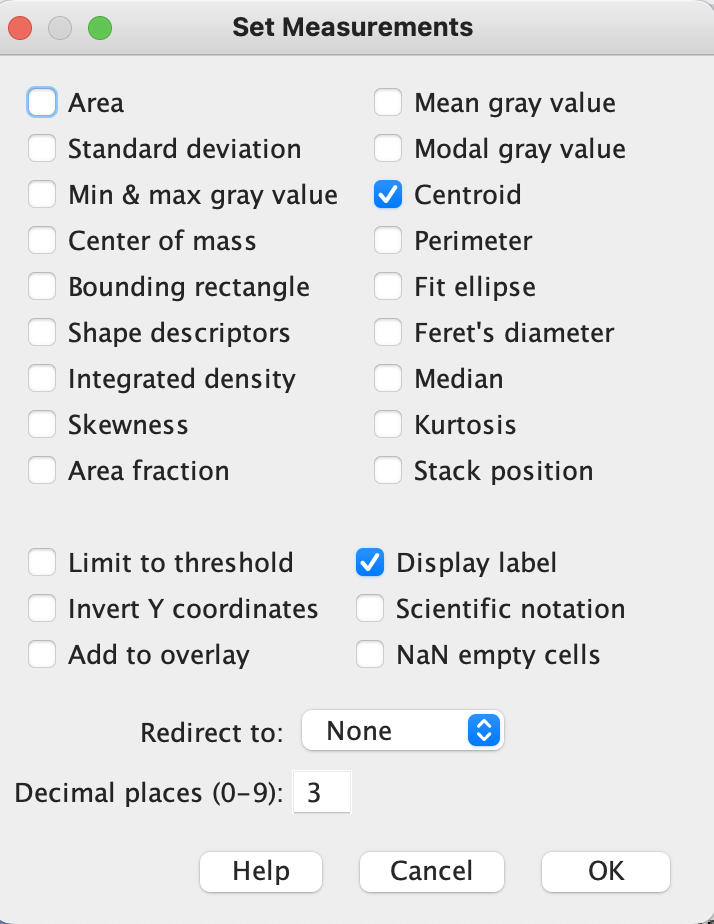 Set Measurements
Area Mean gray value
Standard deviation Modal gray value
Min & max gray value Centroid
Center of mass Perimeter
Bounding rectangle Fit ellipse
Shape descriptors Feret's diameter
Integrated density Median
Skewness Kurtosis
Area fraction Stack position
Limit to threshold Display label
Invert Y coordinates Scientific notation
Add to overlay NaN empty cells
Redirect to: None
Decimal places (0-9): 3
Help Cancel OK